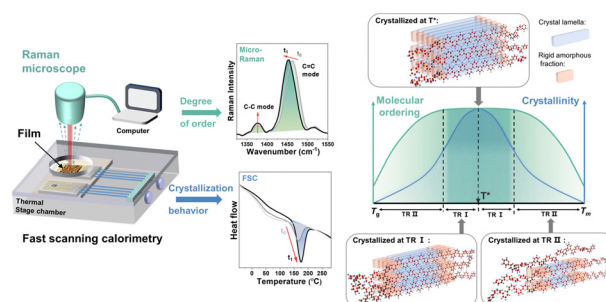 Raman
microscope
Film
Computer
Thermal
Stage chamber
Fast scanning calorimetry
Degree
of order
Crystallization
behavior
Micro-
Raman
t₁
t₀
C=C
mode
C-C mode
Raman Intensity
1350 1400 1450 1500 1550
Wavenumber (cm⁻¹)
FSC
Heat flow
t₀
t₁
0 50 100 150 200 250
Temperature (°C)
Crystallized at T*:
Crystal lamella:
Rigid amorphous
fraction:
Molecular
ordering
Crystallinity
T*
Tg
TR II
TR I
TR I
TR II
Tm
Crystallized at TR I :
Crystallized at TR II :